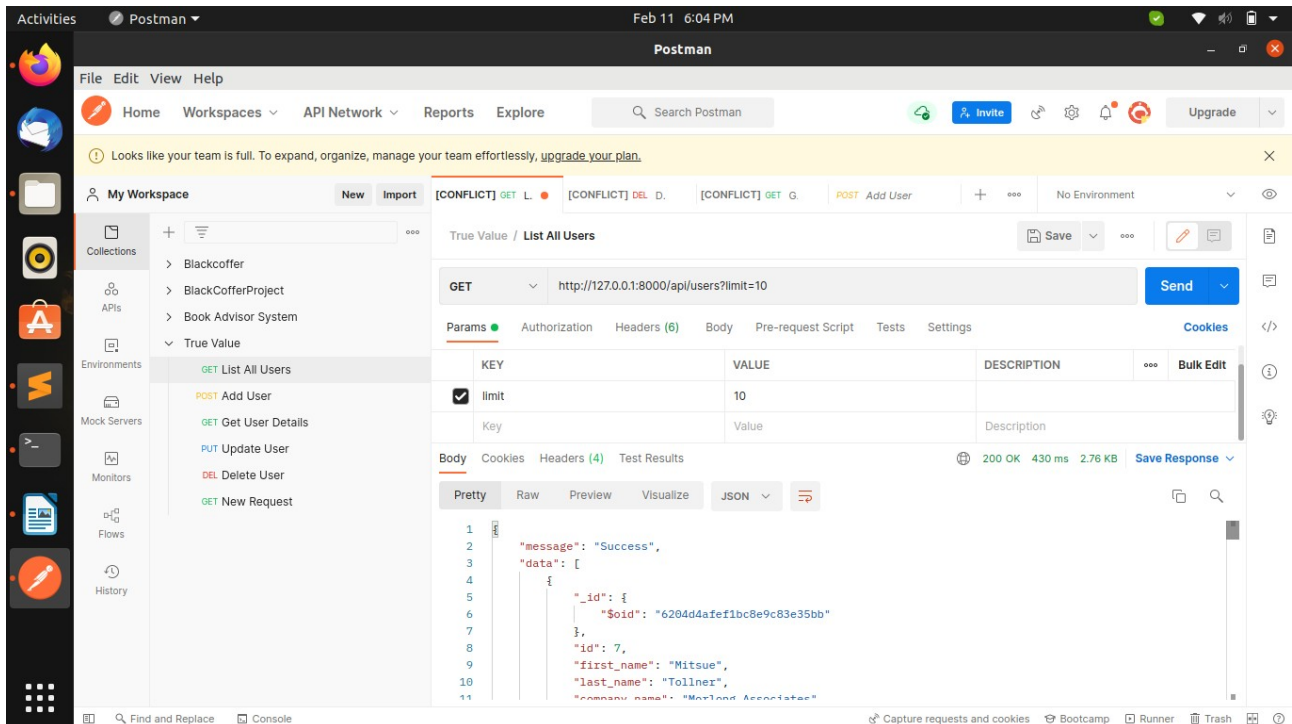 Activities Postman Feb 11 6:04 PM
Postman
File Edit View Help
Home Workspaces API Network Reports Explore Search Postman Invite Upgrade
Looks like your team is full. To expand, organize, manage your team effortlessly, upgrade your plan.
My Workspace New Import [CONFLICT] GET L. [CONFLICT] DEL D. [CONFLICT] GET G. POST Add User No Environment
Collections
APIs
Environments
Mock Servers
Monitors
Flows
History
Blackcoffer
BlackCofferProject
Book Advisor System
True Value
GET List All Users
POST Add User
GET Get User Details
PUT Update User
DEL Delete User
GET New Request
True Value / List All Users Save
GET http://127.0.0.1:8000/api/users?limit=10 Send
Params Authorization Headers (6) Body Pre-request Script Tests Settings Cookies
KEY VALUE DESCRIPTION Bulk Edit
limit 10
Key Value Description
Body Cookies Headers (4) Test Results 200 OK 430 ms 2.76 KB Save Response
Pretty Raw Preview Visualize JSON
1 {
2 "message": "Success",
3 "data": [
4 {
5 "_id": {
6 "$oid": "6204d4afef1bc8e9c83e35bb"
7 },
8 "id": 7,
9 "first_name": "Mitsue",
10 "last_name": "Tollner",
11 "company_name": "Morlong Associates"
Find and Replace Console Capture requests and cookies Bootcamp Runner Trash